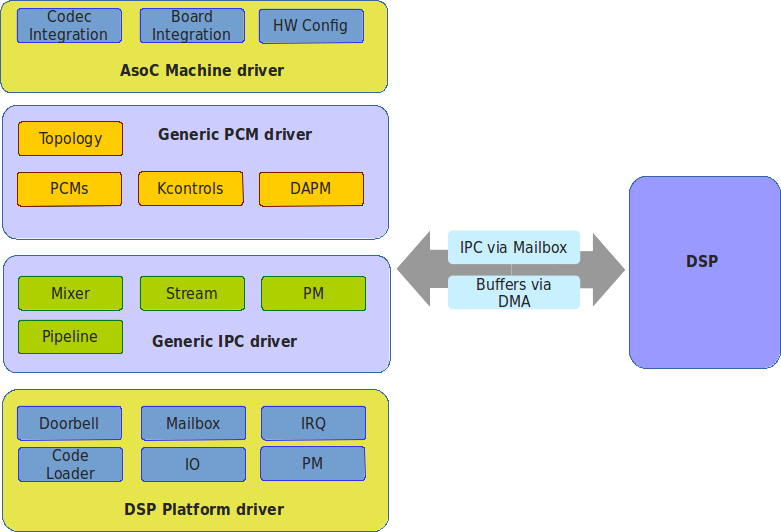 Codec
Integration
Board
Integration
HW Config
AsoC Machine driver
Topology
Generic PCM driver
PCMs
Kcontrols
DAPM
IPC via Mailbox
Buffers via
DMA
DSP
Mixer
Stream
PM
Pipeline
Generic IPC driver
Doorbell
Mailbox
IRQ
Code
Loader
IO
PM
DSP Platform driver